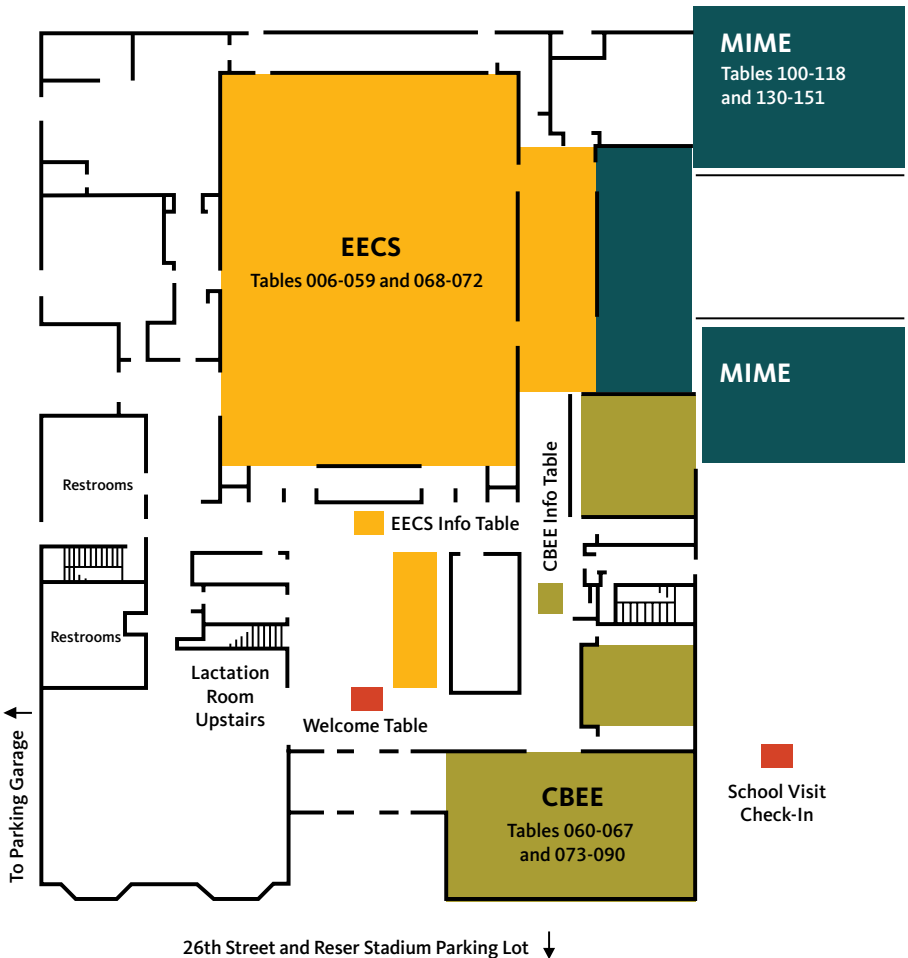 MIME
Tables 100-118
and 130-151
EECS
Tables 006-059 and 068-072
MIME
Restrooms
EECS Info Table
CBEE Info Table
Restrooms
Lactation
Room
Upstairs
Welcome Table
To Parking Garage
School Visit
Check-In
CBEE
Tables 060-067
and 073-090
26th Street and Reser Stadium Parking Lot